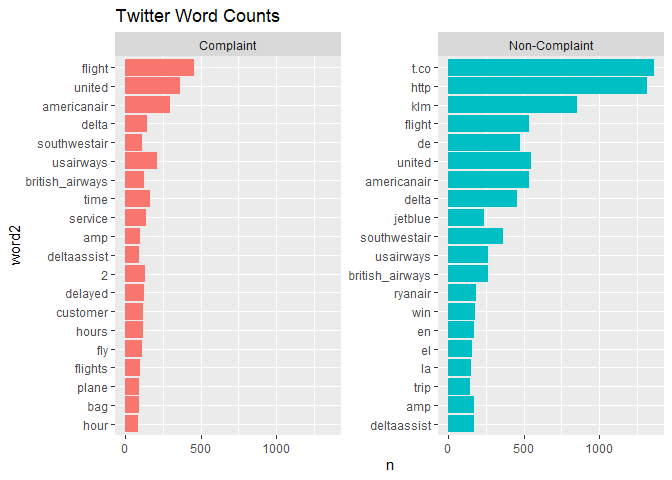 Twitter Word Counts
Complaint
Non-Complaint
word2
flight
united
americanair
delta
southwestair
usairways
british_airways
time
service
amp
deltaassist
2
delayed
customer
hours
fly
flights
plane
bag
hour
t.co
http
klm
flight
de
united
americanair
delta
jetblue
southwestair
usairways
british_airways
ryanair
win
en
el
la
trip
amp
deltaassist
0 500 1000
0 500 1000
n